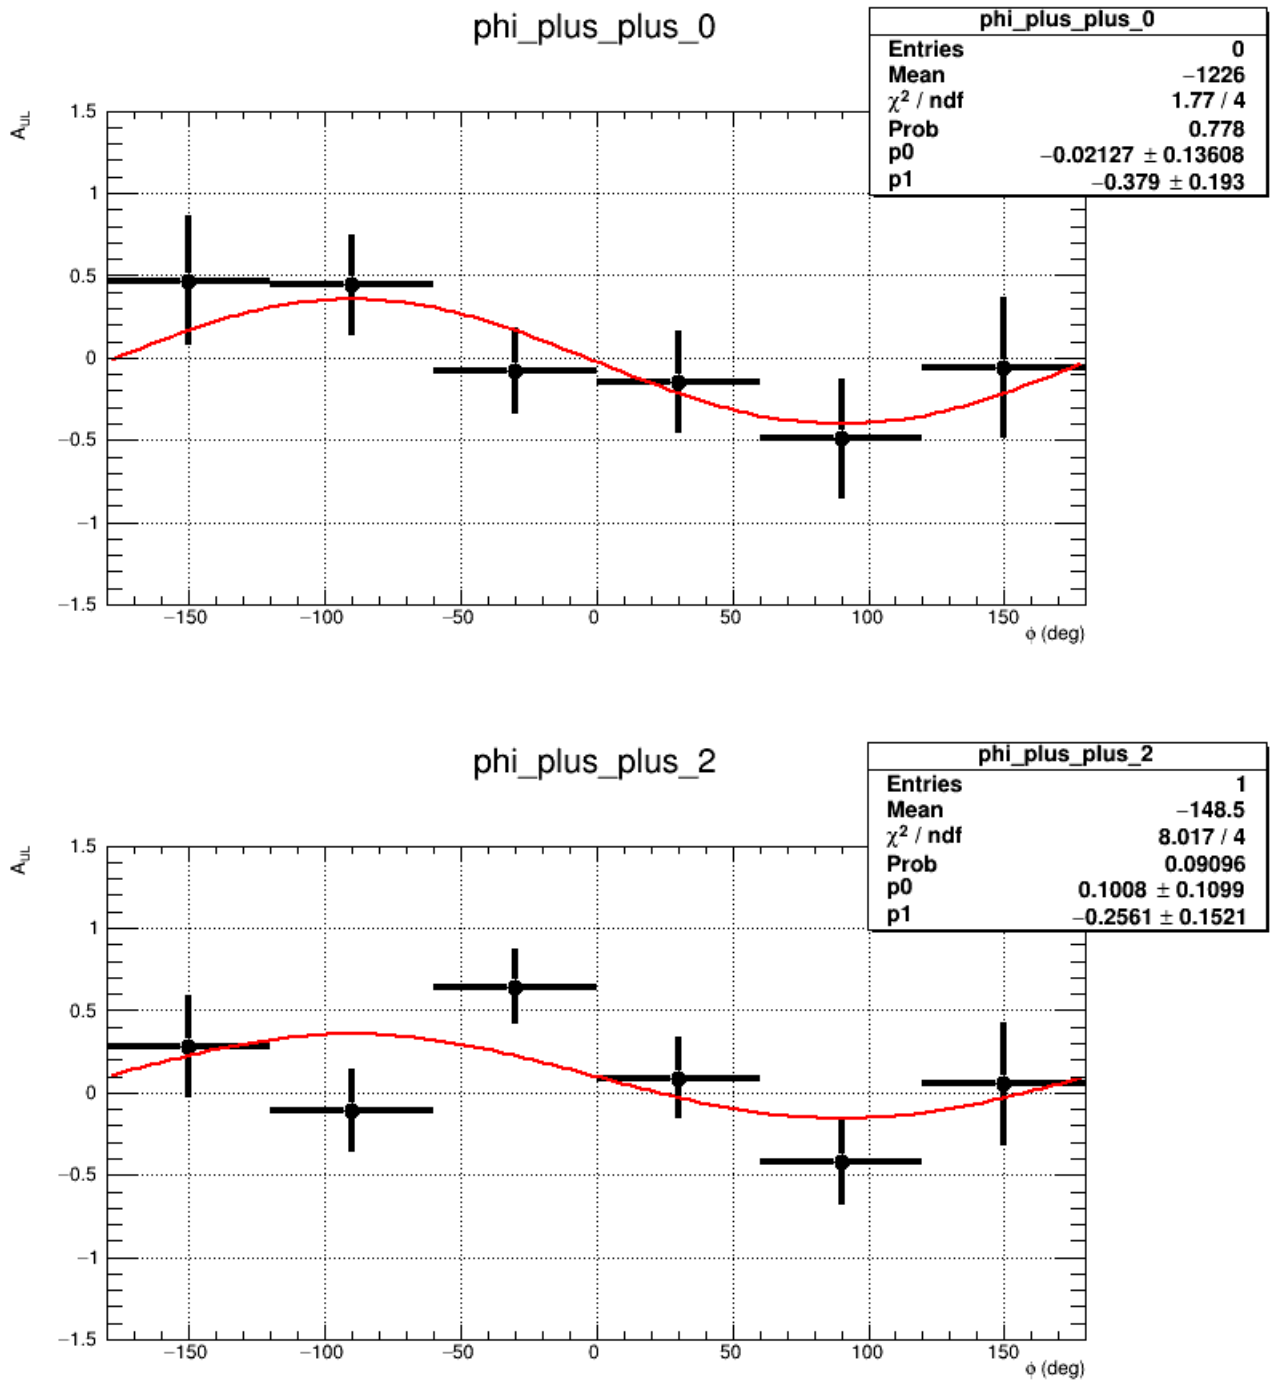 phi_plus_plus_0
phi_plus_plus_0
Entries 0
Mean −1226
χ² / ndf 1.77 / 4
Prob 0.778
p0 −0.02127 ± 0.13608
p1 −0.379 ± 0.193
A_UL
1.5
1
0.5
0
−0.5
−1
−1.5
−150 −100 −50 0 50 100 150
ϕ (deg)
phi_plus_plus_2
phi_plus_plus_2
Entries 1
Mean −148.5
χ² / ndf 8.017 / 4
Prob 0.09096
p0 0.1008 ± 0.1099
p1 −0.2561 ± 0.1521
A_UL
1.5
1
0.5
0
−0.5
−1
−1.5
−150 −100 −50 0 50 100 150
ϕ (deg)